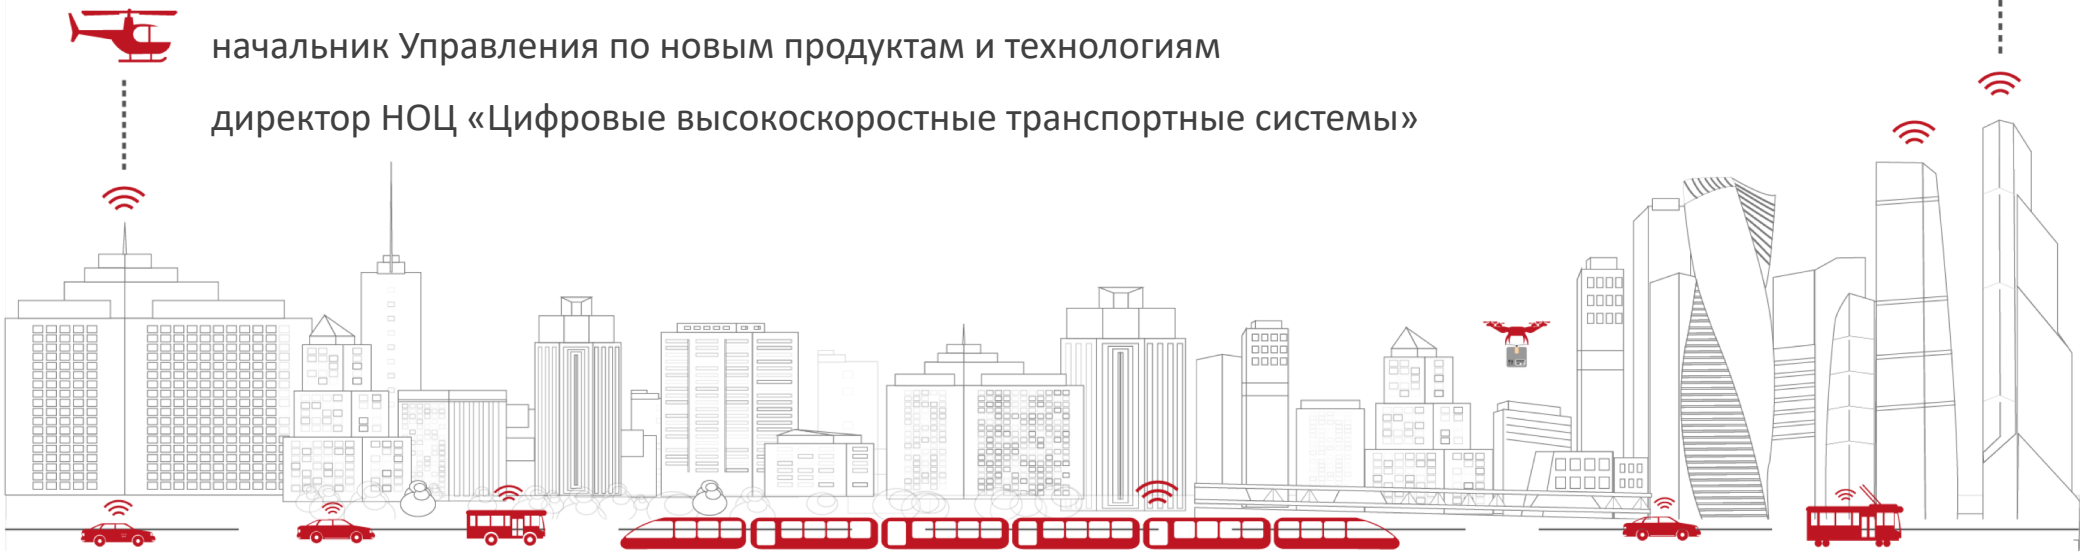 начальник Управления по новым продуктам и технологиям
директор НОЦ «Цифровые высокоскоростные транспортные системы»